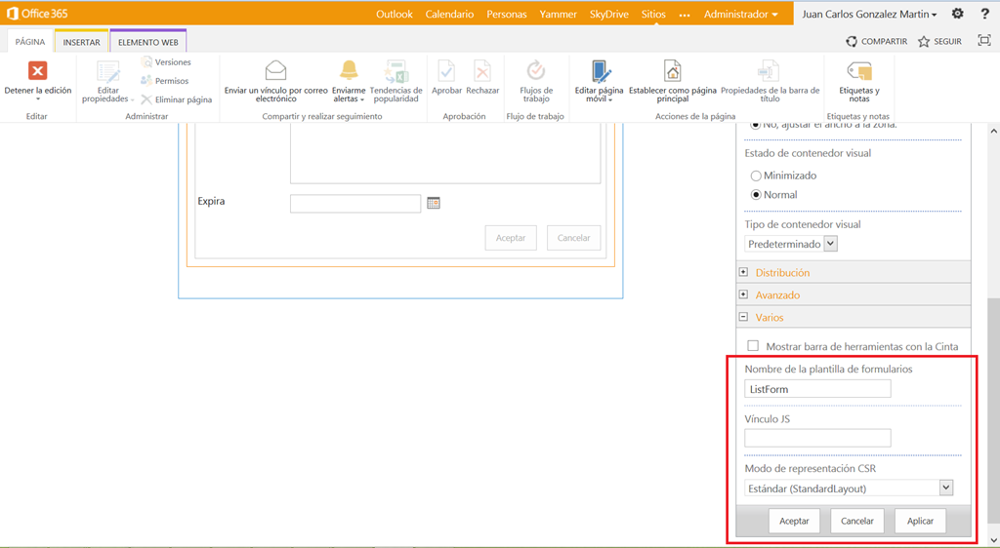 Office 365
Outlook Calendario Personas Yammer SkyDrive Sitios ... Administrador
Juan Carlos Gonzalez Martin
?
PÁGINA INSERTAR ELEMENTO WEB
COMPARTIR SEGUIR
Detener la edición
Editar
Editar propiedades
Versiones
Permisos
Eliminar página
Administrar
Enviar un vínculo por correo
electrónico
Enviarme
alertas
Tendencias de
popularidad
Compartir y realizar seguimiento
Aprobar Rechazar
Aprobación
Flujos de
trabajo
Flujo de trabajo
Editar página
móvil
Establecer como página
principal
Propiedades de la barra de
título
Acciones de la página
Etiquetas y
notas
Etiquetas y notas
Expira
Aceptar Cancelar
No, ajustar el ancho a la zona.
Estado de contenedor visual
Minimizado
Normal
Tipo de contenedor visual
Predeterminado
Distribución
Avanzado
Varios
Mostrar barra de herramientas con la Cinta
Nombre de la plantilla de formularios
ListForm
Vínculo JS
Modo de representación CSR
Estándar (StandardLayout)
Aceptar Cancelar Aplicar